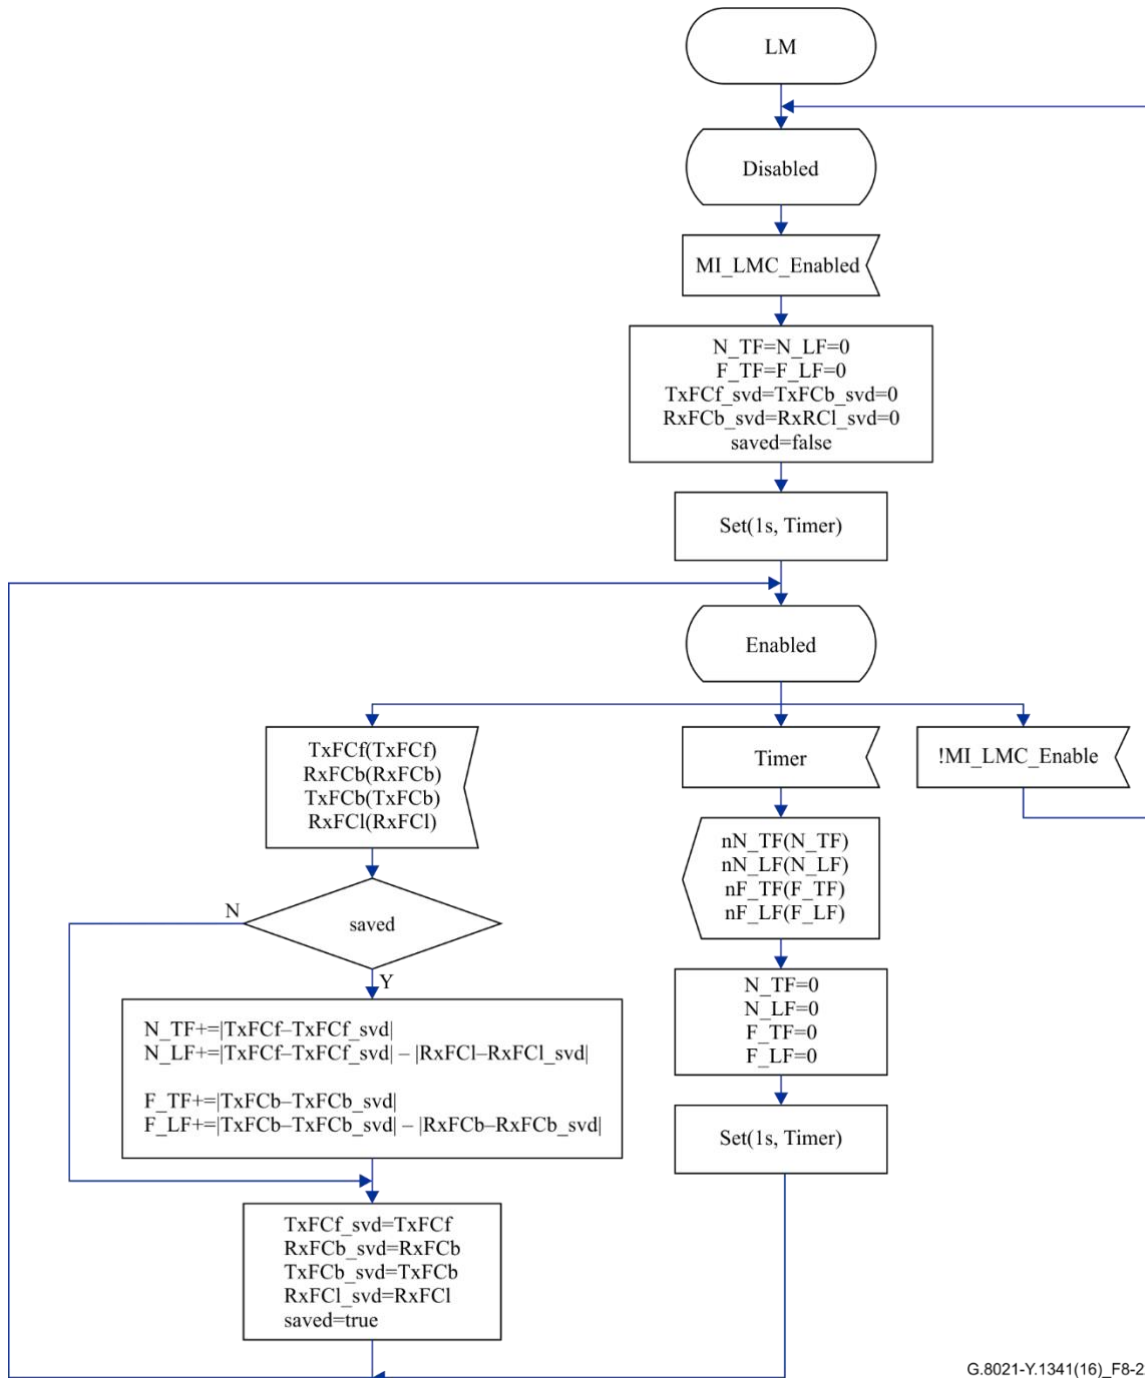 LM
Disabled
MI_LMC_Enabled
N_TF=N_LF=0
F_TF=F_LF=0
TxFCf_svd=TxFCb_svd=0
RxFCb_svd=RxRCl_svd=0
saved=false
Set(1s, Timer)
Enabled
TxFCf(TxFCf)
RxFCb(RxFCb)
TxFCb(TxFCb)
RxFCl(RxFCl)
Timer
!MI_LMC_Enable
nN_TF(N_TF)
nN_LF(N_LF)
nF_TF(F_TF)
nF_LF(F_LF)
N
saved
Y
N_TF+=|TxFCf–TxFCf_svd|
N_LF+=|TxFCf–TxFCf_svd| – |RxFCl–RxFCl_svd|
F_TF+=|TxFCb–TxFCb_svd|
F_LF+=|TxFCb–TxFCb_svd| – |RxFCb–RxFCb_svd|
N_TF=0
N_LF=0
F_TF=0
F_LF=0
Set(1s, Timer)
TxFCf_svd=TxFCf
RxFCb_svd=RxFCb
TxFCb_svd=TxFCb
RxFCl_svd=RxFCl
saved=true
G.8021-Y.1341(16)_F8-2